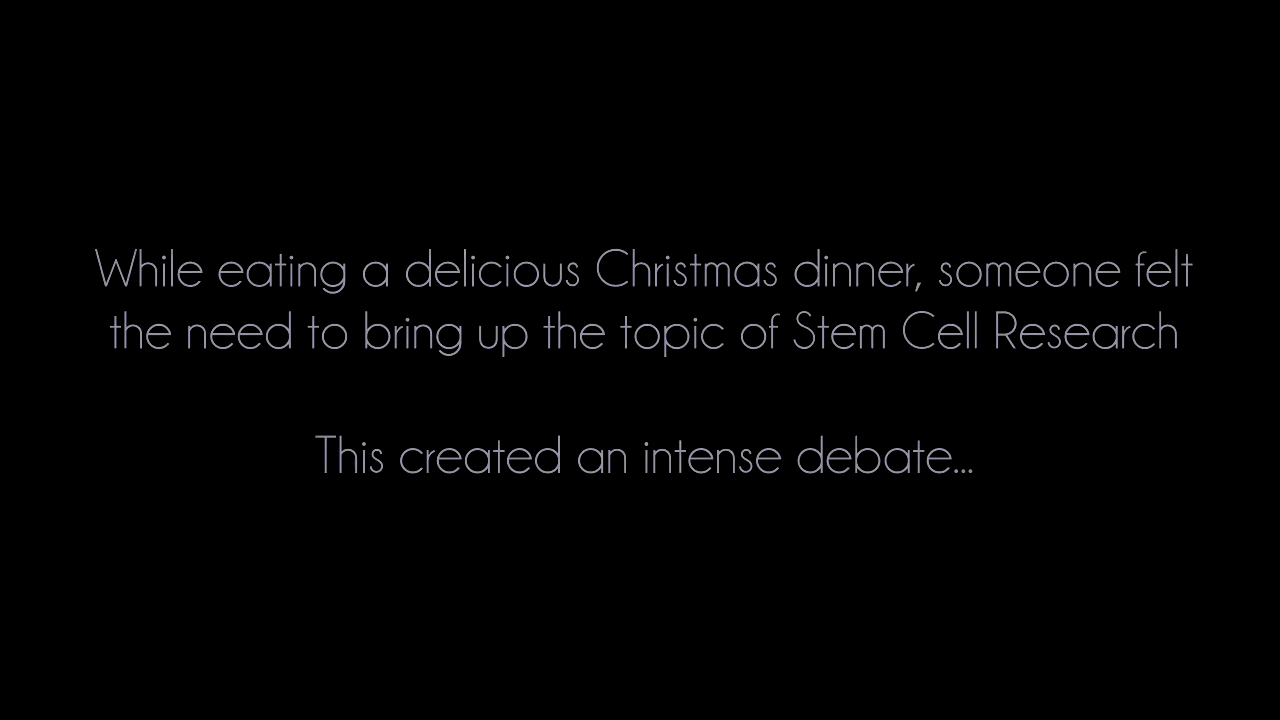 While eating a delicious Christmas dinner, someone felt
the need to bring up the topic of Stem Cell Research
This created an intense debate...